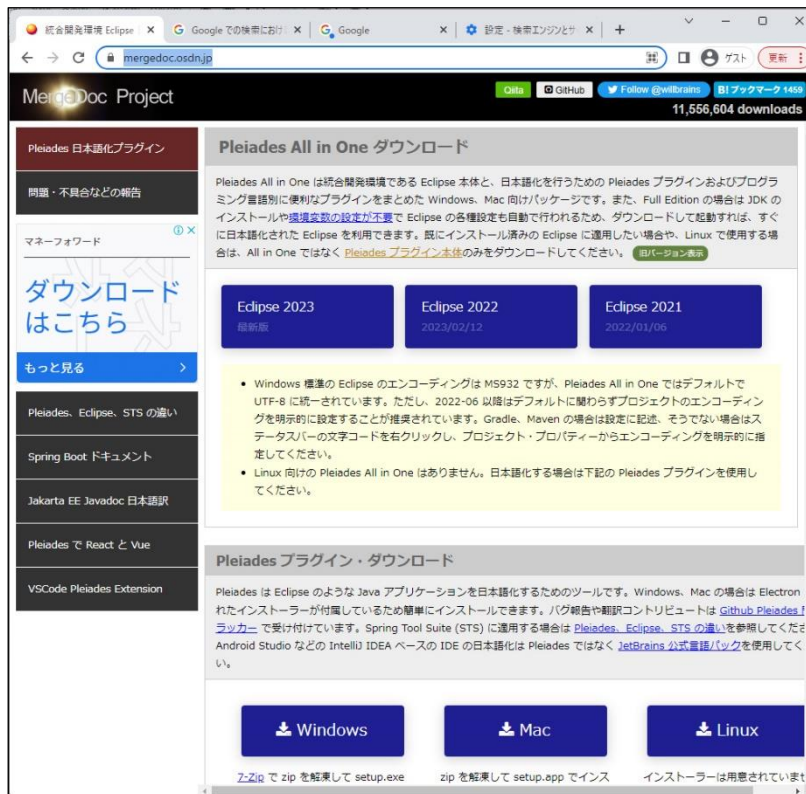 統合開発環境 Eclipse
Google での検索におけ
Google
設定 - 検索エンジンとサ
mergedoc.osdn.jp
ゲスト
更新
MergeDoc Project
Qiita
GitHub
Follow @willbrains
B! ブックマーク 1459
11,556,604 downloads
Pleiades 日本語化プラグイン
問題・不具合などの報告
マネーフォワード
ダウンロード
はこちら
もっと見る
Pleiades、Eclipse、STS の違い
Spring Boot ドキュメント
Jakarta EE Javadoc 日本語訳
Pleiades で React と Vue
VSCode Pleiades Extension
Pleiades All in One ダウンロード
Pleiades All in One は統合開発環境である Eclipse 本体と、日本語化を行うための Pleiades プラグインおよびプログラ
ミング言語別に便利なプラグインをまとめた Windows、Mac 向けパッケージです。また、Full Edition の場合は JDK の
インストールや環境変数の設定が不要で Eclipse の各種設定も自動で行われるため、ダウンロードして起動すれば、すぐ
に日本語化された Eclipse を利用できます。既にインストール済みの Eclipse に適用したい場合や、Linux で使用する場
合は、All in One ではなく Pleiades プラグイン本体のみをダウンロードしてください。 旧バージョン表示
Eclipse 2023
最新版
Eclipse 2022
2023/02/12
Eclipse 2021
2022/01/06
• Windows 標準の Eclipse のエンコーディングは MS932 ですが、Pleiades All in One ではデフォルトで
UTF-8 に統一されています。ただし、2022-06 以降はデフォルトに関わらずプロジェクトのエンコーディン
グを明示的に設定することが推奨されています。Gradle、Maven の場合は設定に記述、そうでない場合はス
テータスバーの文字コードを右クリックし、プロジェクト・プロパティーからエンコーディングを明示的に指
定してください。
• Linux 向けの Pleiades All in One はありません。日本語化する場合は下記の Pleiades プラグインを使用し
てください。
Pleiades プラグイン・ダウンロード
Pleiades は Eclipse のような Java アプリケーションを日本語化するためのツールです。Windows、Mac の場合は Electron
れたインストーラーが付属しているため簡単にインストールできます。バグ報告や翻訳コントリビュートは Github Pleiades
ラッカー で受け付けています。Spring Tool Suite (STS) に適用する場合は Pleiades、Eclipse、STS の違いを参照してくださ
Android Studio などの IntelliJ IDEA ベースの IDE の日本語化は Pleiades ではなく JetBrains 公式言語パックを使用してく
い。
Windows
Mac
Linux
7-Zip で zip を解凍して setup.exe
zip を解凍して setup.app でインス
インストーラーは用意されていませ